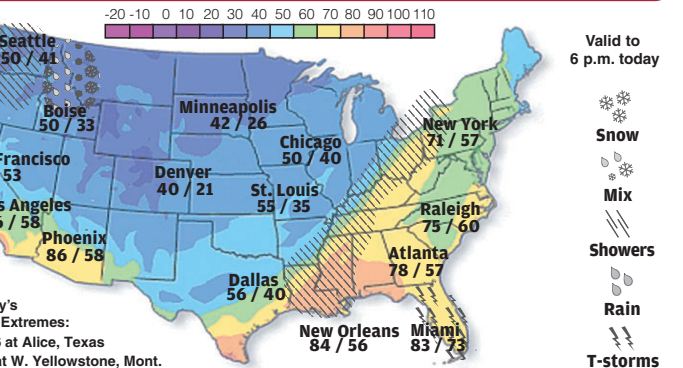 -20 -10 0 10 20 30 40 50 60 70 80 90 100 110
Seattle
50 / 41
Boise
50 / 33
Minneapolis
42 / 26
New York
71 / 57
Chicago
50 / 40
Francisco
53
Denver
40 / 21
St. Louis
55 / 35
s Angeles
/ 58
Raleigh
75 / 60
Phoenix
86 / 58
Atlanta
78 / 57
Dallas
56 / 40
New Orleans
84 / 56
Miami
83 / 73
y's
Extremes:
at Alice, Texas
at W. Yellowstone, Mont.
Valid to
6 p.m. today
Snow
Mix
Showers
Rain
T-storms